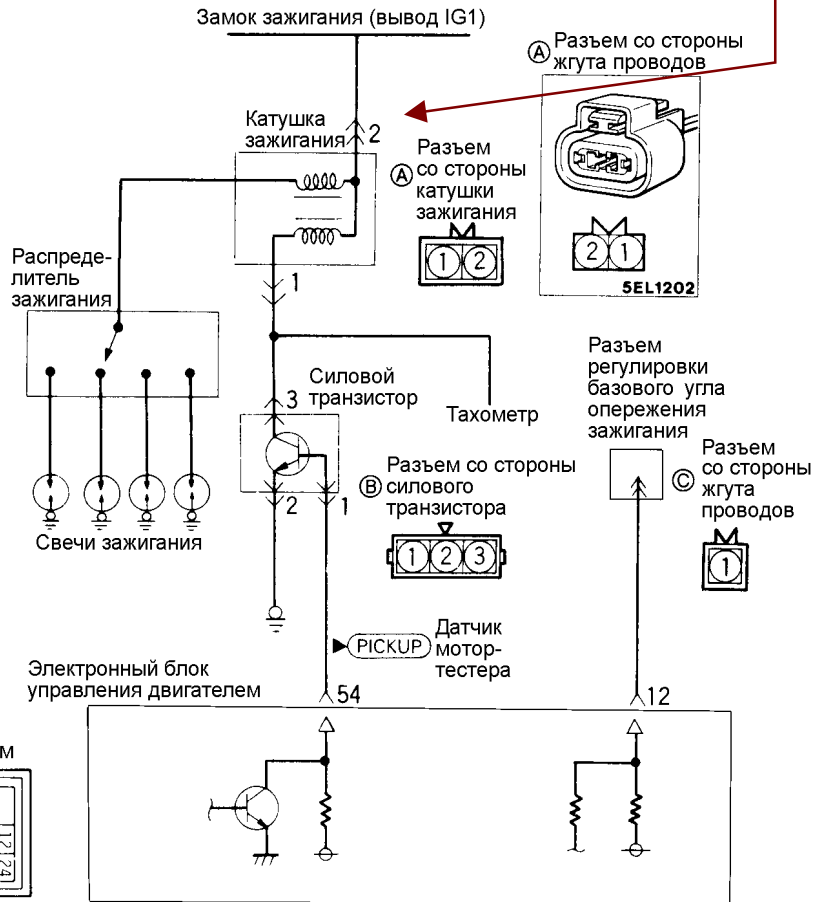 Замок зажигания (вывод IG1)
A
Разъем со стороны
жгута проводов
2 1
5EL1202
Катушка
зажигания
2
Разъем
A
со стороны
катушки
зажигания
1 2
1
Распреде-
литель
зажигания
Силовой
транзистор
3
Тахометр
Разъем
регулировки
базового угла
опережения
зажигания
B
Разъем со стороны
силового
транзистора
1 2 3
2
1
C
Разъем
со стороны
жгута
проводов
1
Свечи зажигания
PICKUP
Датчик
мотор-
тестера
Электронный блок
управления двигателем
54
12
м
12 24